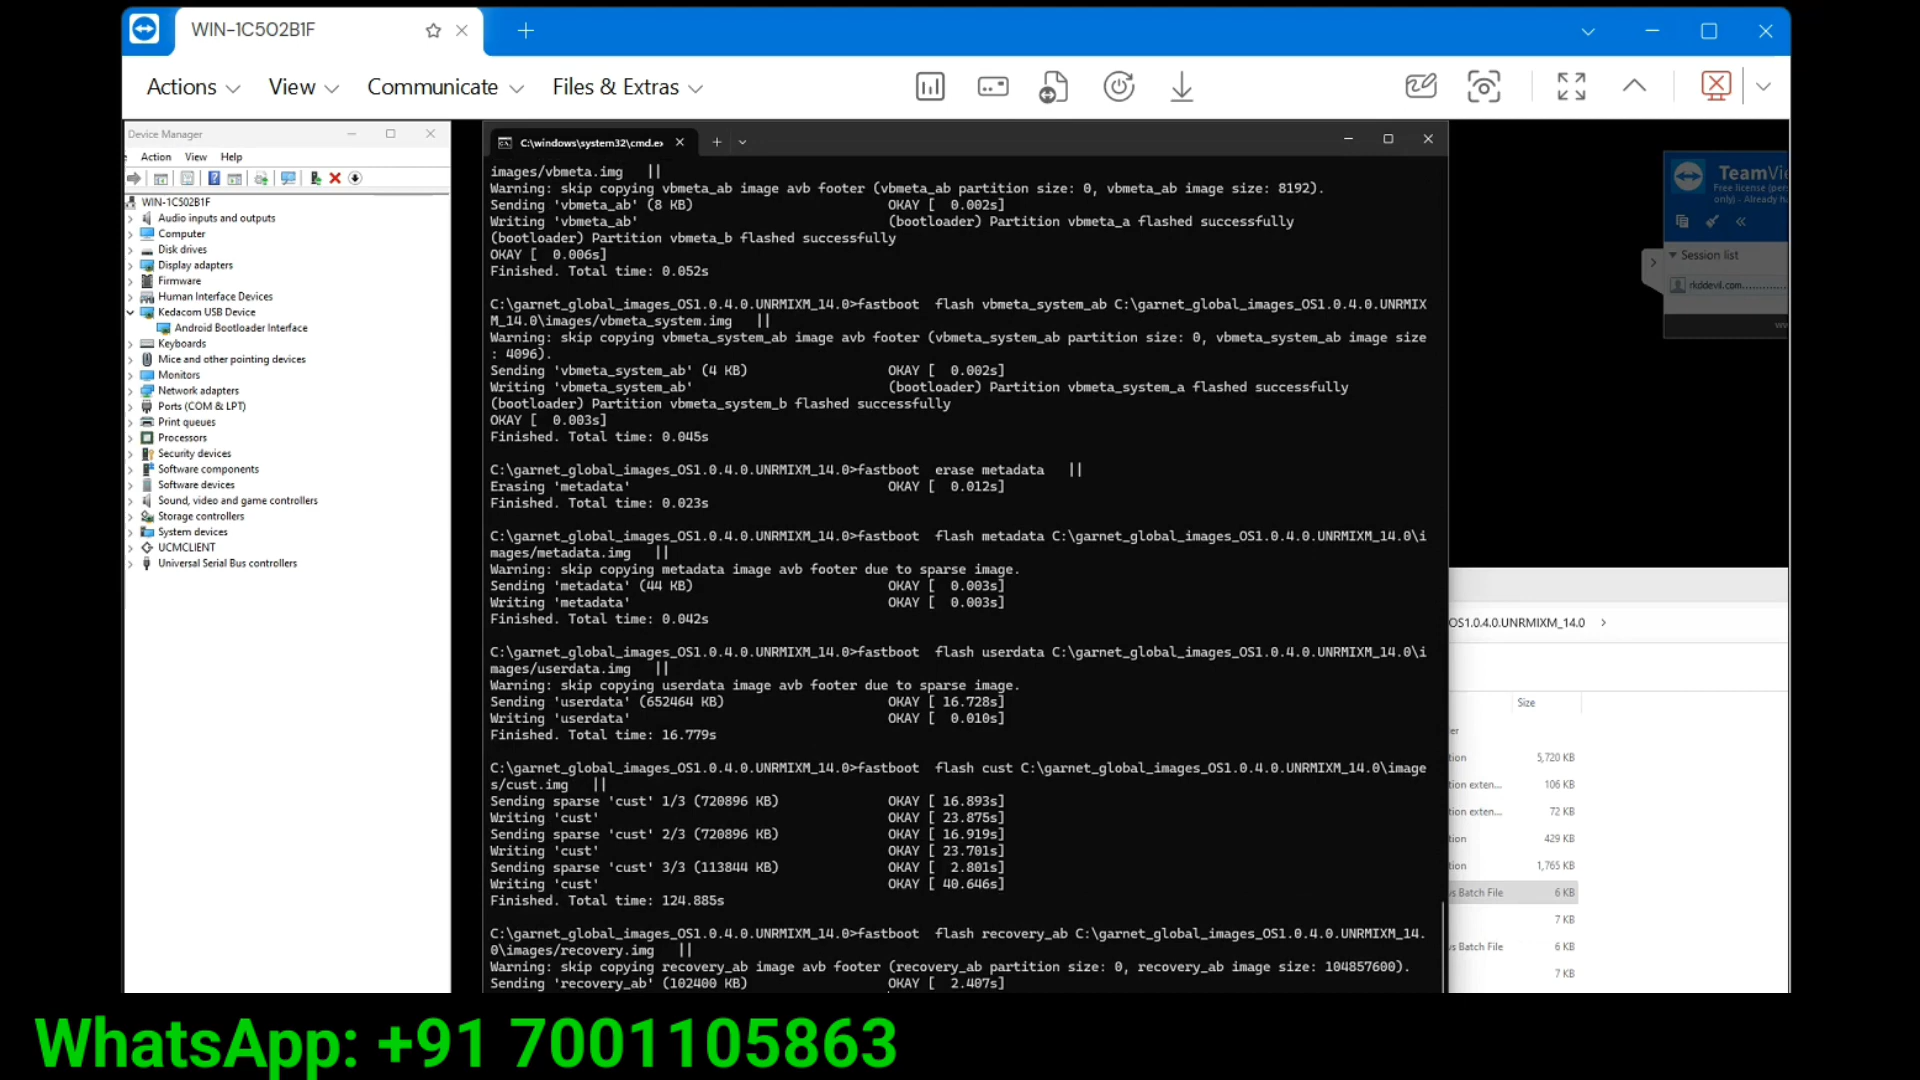 WIN-1C502B1F
Actions
View
Communicate
Files & Extras
Device Manager
Action
View
Help
WIN-1C502B1F
Audio inputs and outputs
Computer
Disk drives
Display adapters
Firmware
Human Interface Devices
Kedacom USB Device
Android Bootloader Interface
Keyboards
Mice and other pointing devices
Monitors
Network adapters
Ports (COM & LPT)
Print queues
Processors
Security devices
Software components
Software devices
Sound, video and game controllers
Storage controllers
System devices
UCMCLIENT
Universal Serial Bus controllers
C:\windows\system32\cmd.ex
images/vbmeta.img   ||
Warning: skip copying vbmeta_ab image avb footer (vbmeta_ab partition size: 0, vbmeta_ab image size: 8192).
Sending 'vbmeta_ab' (8 KB)                        OKAY [  0.002s]
Writing 'vbmeta_ab'                               (bootloader) Partition vbmeta_a flashed successfully
(bootloader) Partition vbmeta_b flashed successfully
OKAY [  0.006s]
Finished. Total time: 0.052s
C:\garnet_global_images_OS1.0.4.0.UNRMIXM_14.0>fastboot  flash vbmeta_system_ab C:\garnet_global_images_OS1.0.4.0.UNRMIX
M_14.0\images/vbmeta_system.img   ||
Warning: skip copying vbmeta_system_ab image avb footer (vbmeta_system_ab partition size: 0, vbmeta_system_ab image size
: 4096).
Sending 'vbmeta_system_ab' (4 KB)                 OKAY [  0.002s]
Writing 'vbmeta_system_ab'                        (bootloader) Partition vbmeta_system_a flashed successfully
(bootloader) Partition vbmeta_system_b flashed successfully
OKAY [  0.003s]
Finished. Total time: 0.045s
C:\garnet_global_images_OS1.0.4.0.UNRMIXM_14.0>fastboot  erase metadata   ||
Erasing 'metadata'                                OKAY [  0.012s]
Finished. Total time: 0.023s
C:\garnet_global_images_OS1.0.4.0.UNRMIXM_14.0>fastboot  flash metadata C:\garnet_global_images_OS1.0.4.0.UNRMIXM_14.0\i
mages/metadata.img   ||
Warning: skip copying metadata image avb footer due to sparse image.
Sending 'metadata' (44 KB)                        OKAY [  0.003s]
Writing 'metadata'                                OKAY [  0.003s]
Finished. Total time: 0.042s
C:\garnet_global_images_OS1.0.4.0.UNRMIXM_14.0>fastboot  flash userdata C:\garnet_global_images_OS1.0.4.0.UNRMIXM_14.0\i
mages/userdata.img   ||
Warning: skip copying userdata image avb footer due to sparse image.
Sending 'userdata' (652464 KB)                    OKAY [ 16.728s]
Writing 'userdata'                                OKAY [  0.010s]
Finished. Total time: 16.779s
C:\garnet_global_images_OS1.0.4.0.UNRMIXM_14.0>fastboot  flash cust C:\garnet_global_images_OS1.0.4.0.UNRMIXM_14.0\image
s/cust.img   ||
Sending sparse 'cust' 1/3 (720896 KB)             OKAY [ 16.893s]
Writing 'cust'                                    OKAY [ 23.875s]
Sending sparse 'cust' 2/3 (720896 KB)             OKAY [ 16.919s]
Writing 'cust'                                    OKAY [ 23.701s]
Sending sparse 'cust' 3/3 (113844 KB)             OKAY [  2.801s]
Writing 'cust'                                    OKAY [ 40.646s]
Finished. Total time: 124.885s
C:\garnet_global_images_OS1.0.4.0.UNRMIXM_14.0>fastboot  flash recovery_ab C:\garnet_global_images_OS1.0.4.0.UNRMIXM_14.
0\images/recovery.img   ||
Warning: skip copying recovery_ab image avb footer (recovery_ab partition size: 0, recovery_ab image size: 104857600).
Sending 'recovery_ab' (102400 KB)                 OKAY [  2.407s]
TeamVie
Free license (per
only) - Already h
Session list
rkddevil.com............
OS1.0.4.0.UNRMIXM_14.0
Size
er
tion 5,720 KB
tion exten... 106 KB
tion exten... 72 KB
tion 429 KB
tion 1,765 KB
vs Batch File 6 KB
7 KB
vs Batch File 6 KB
7 KB
WhatsApp: +91 7001105863